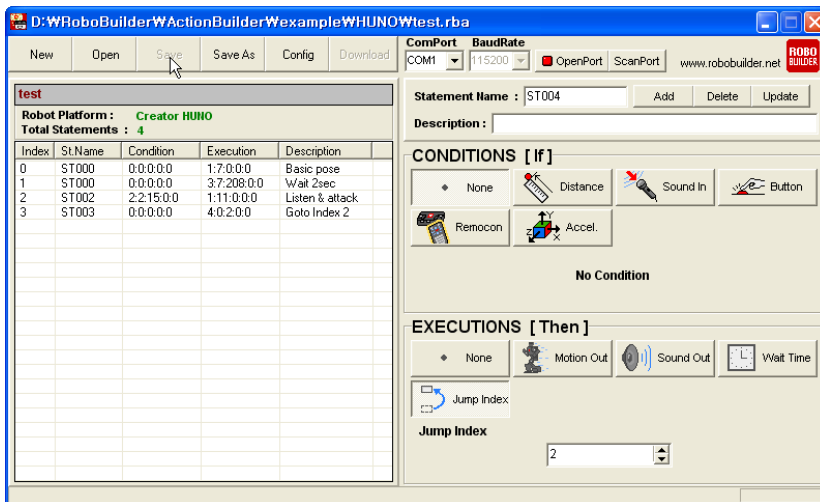 D:₩RoboBuilder₩ActionBuilder₩example₩HUNO₩test.rba
New Open Save Save As Config Download
ComPort BaudRate
COM1 115200 OpenPort ScanPort www.robobuilder.net ROBO BUILDER
test
Robot Platform : Creator HUNO
Total Statements : 4
Index St.Name Condition Execution Description
0 ST000 0:0:0:0:0 1:7:0:0:0 Basic pose
1 ST000 0:0:0:0:0 3:7:208:0:0 Wait 2sec
2 ST002 2:2:15:0:0 1:11:0:0:0 Listen & attack
3 ST003 0:0:0:0:0 4:0:2:0:0 Goto Index 2
Statement Name : ST004 Add Delete Update
Description :
CONDITIONS [ If ]
None Distance Sound In Button
Remocon Accel.
No Condition
EXECUTIONS [ Then ]
None Motion Out Sound Out Wait Time
Jump Index
Jump Index
2